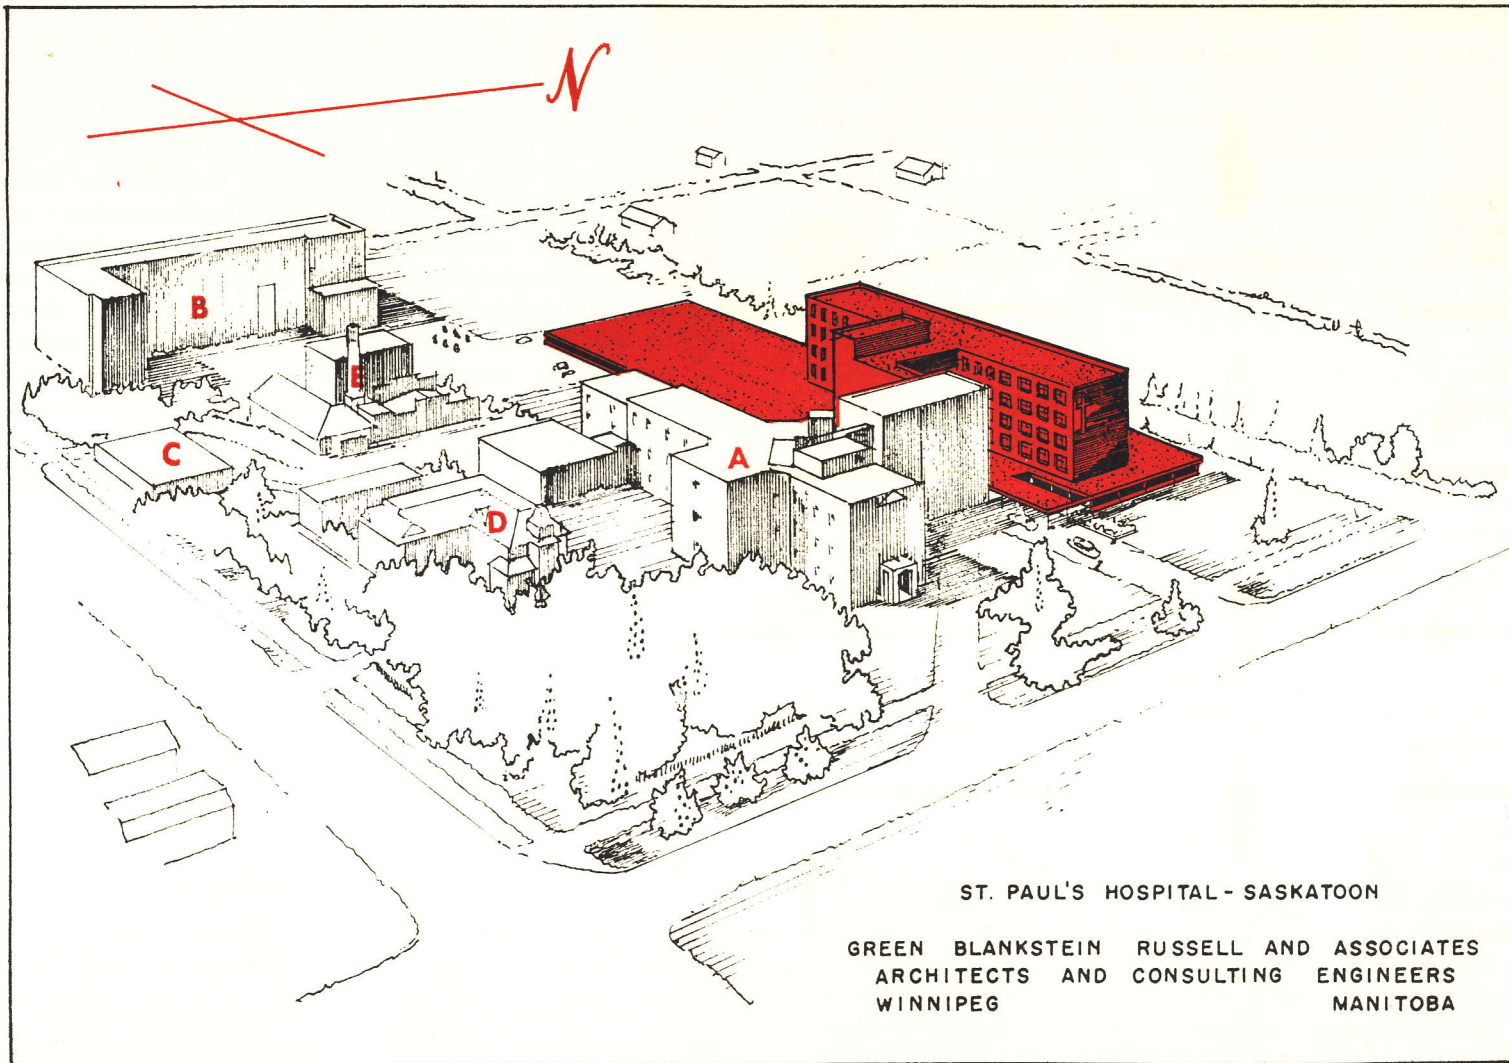 N
B
E
C
A
D
ST. PAUL'S HOSPITAL - SASKATOON
GREEN BLANKSTEIN RUSSELL AND ASSOCIATES
ARCHITECTS AND CONSULTING ENGINEERS
WINNIPEG MANITOBA